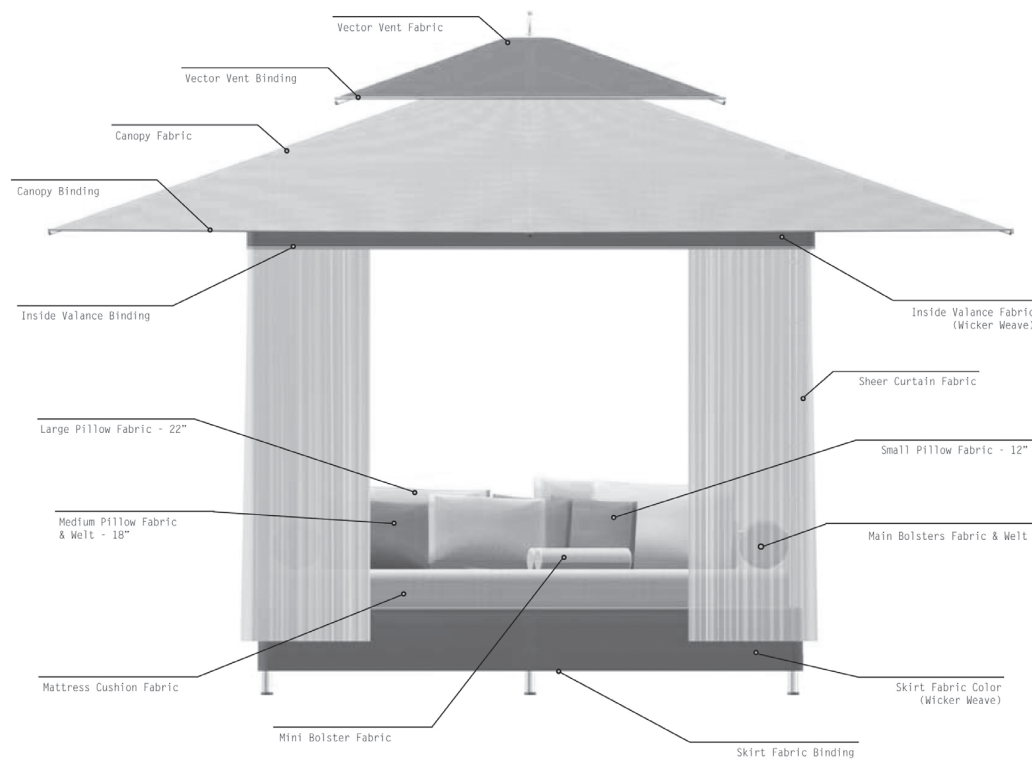 Vector Vent Fabric
Vector Vent Binding
Canopy Fabric
Canopy Binding
Inside Valance Binding
Inside Valance Fabric
(Wicker Weave)
Sheer Curtain Fabric
Large Pillow Fabric - 22”
Small Pillow Fabric - 12”
Medium Pillow Fabric
& Welt - 18”
Main Bolsters Fabric & Welt
Mattress Cushion Fabric
Skirt Fabric Color
(Wicker Weave)
Mini Bolster Fabric
Skirt Fabric Binding